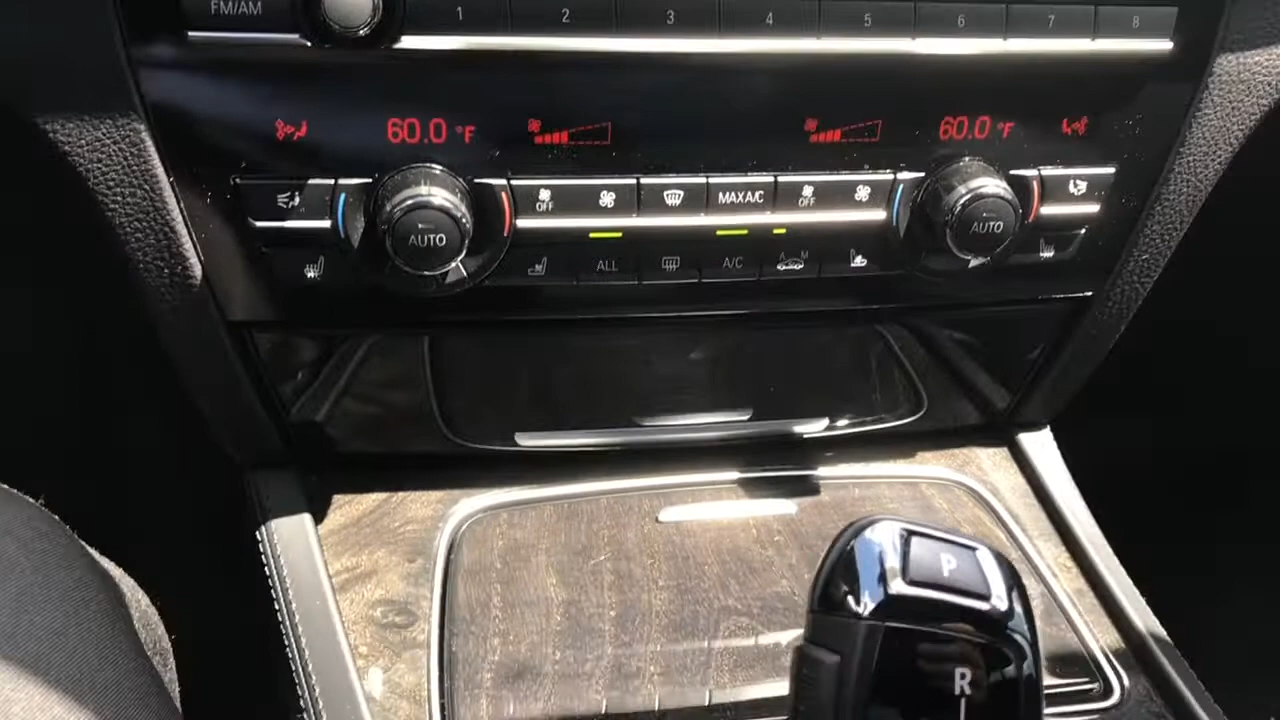 FM/AM 1 2 3 4 5 6 7 8
60.0 °F 60.0 °F
OFF MAX A/C OFF
AUTO AUTO
ALL A/C A M
P
R